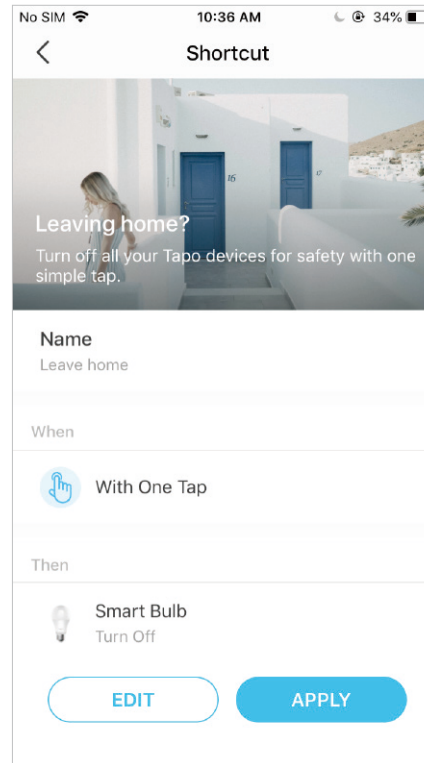 No SIM 10:36 AM 34%
Shortcut
16
Leaving home?
Turn off all your Tapo devices for safety with one
simple tap.
Name
Leave home
When
With One Tap
Then
Smart Bulb
Turn Off
EDIT APPLY